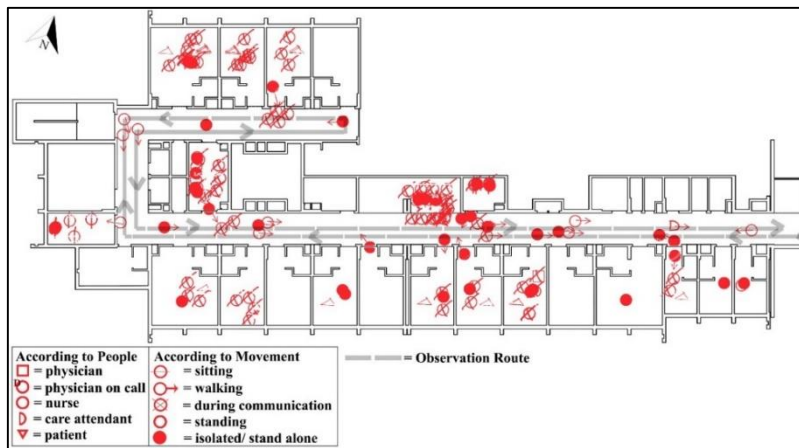 N
According to People
= physician
D = physician on call
= nurse
= care attendant
= patient
According to Movement
= sitting
= walking
= during communication
= standing
= isolated/ stand alone
= Observation Route